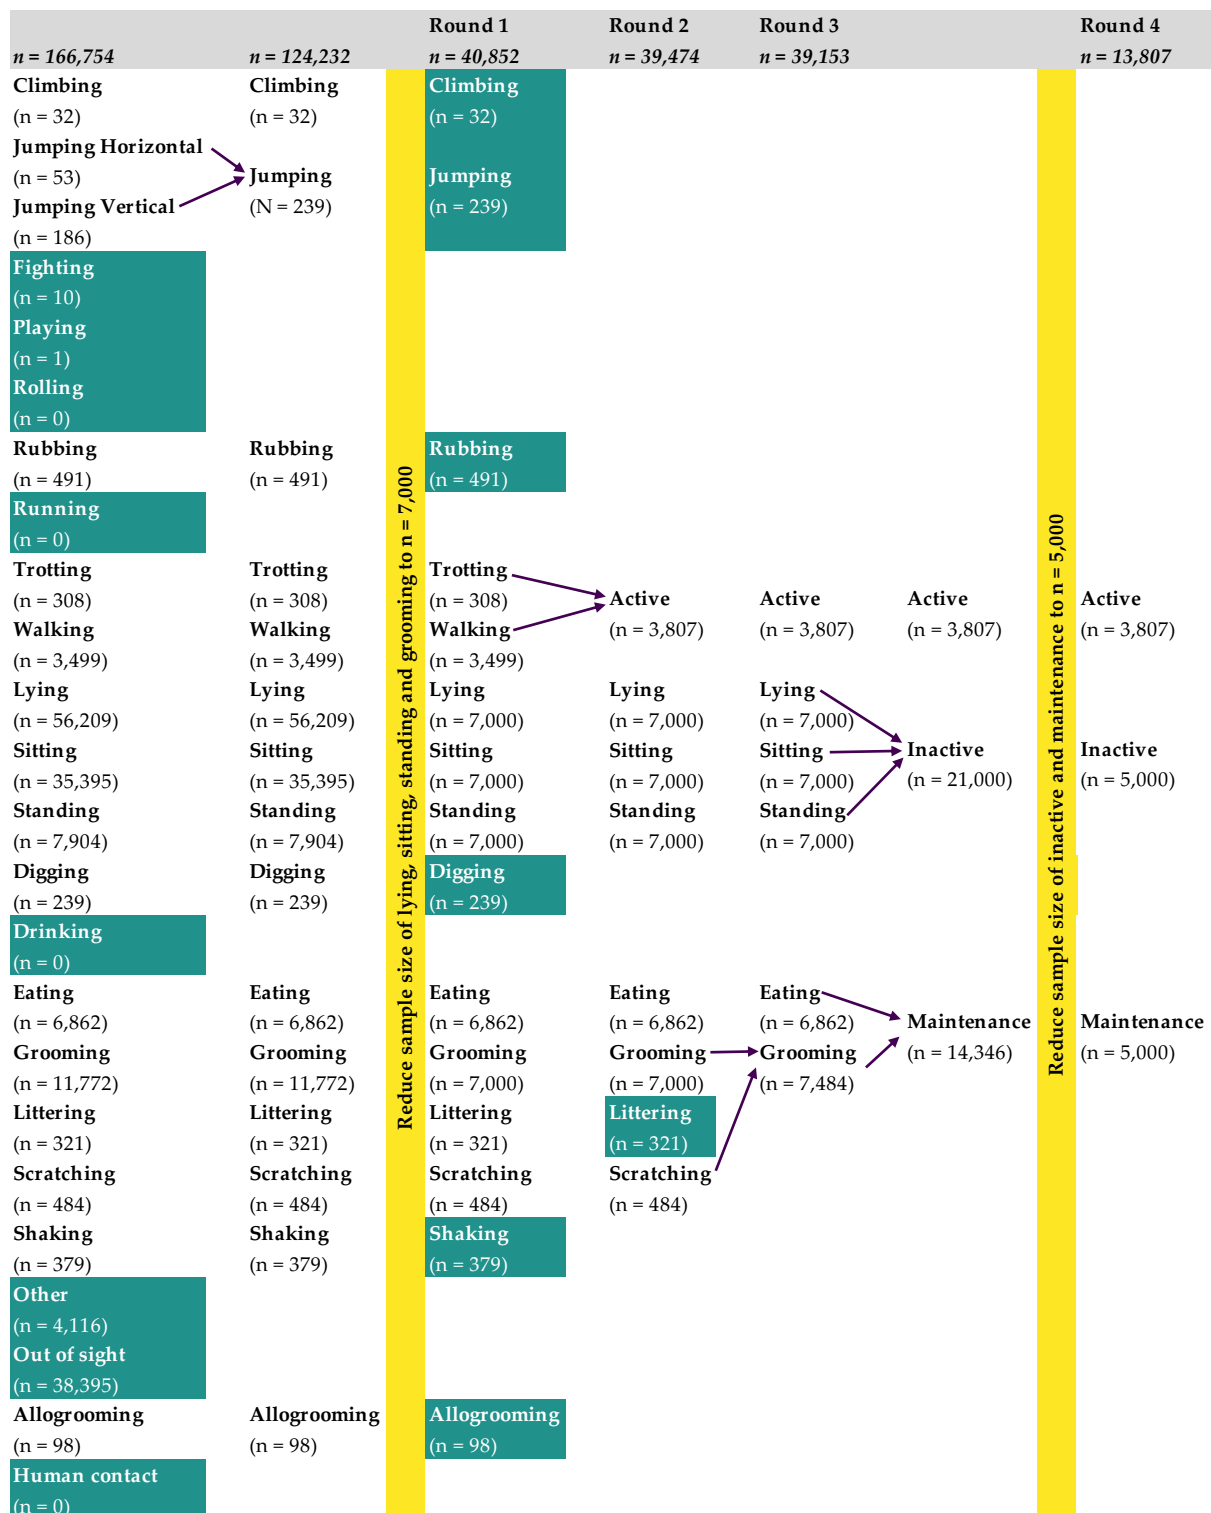 Round 1 Round 2 Round 3 Round 4
n = 166,754 n = 124,232 n = 40,852 n = 39,474 n = 39,153 n = 13,807
Climbing Climbing Climbing
(n = 32) (n = 32) (n = 32)
Jumping Horizontal
(n = 53) Jumping Jumping
Jumping Vertical (N = 239) (n = 239)
(n = 186)
Fighting
(n = 10)
Playing
(n = 1)
Rolling
(n = 0)
Rubbing Rubbing Rubbing
(n = 491) (n = 491) (n = 491)
Running
(n = 0)
Reduce sample size of lying, sitting, standing and grooming to n = 7,000
Reduce sample size of inactive and maintenance to n = 5,000
Trotting Trotting Trotting
(n = 308) (n = 308) (n = 308) Active Active Active Active
Walking Walking Walking (n = 3,807) (n = 3,807) (n = 3,807) (n = 3,807)
(n = 3,499) (n = 3,499) (n = 3,499)
Lying Lying Lying Lying Lying
(n = 56,209) (n = 56,209) (n = 7,000) (n = 7,000) (n = 7,000)
Sitting Sitting Sitting Sitting Sitting Inactive Inactive
(n = 35,395) (n = 35,395) (n = 7,000) (n = 7,000) (n = 7,000) (n = 21,000) (n = 5,000)
Standing Standing Standing Standing Standing
(n = 7,904) (n = 7,904) (n = 7,000) (n = 7,000) (n = 7,000)
Digging Digging Digging
(n = 239) (n = 239) (n = 239)
Drinking
(n = 0)
Eating Eating Eating Eating Eating
(n = 6,862) (n = 6,862) (n = 6,862) (n = 6,862) (n = 6,862) Maintenance Maintenance
Grooming Grooming Grooming Grooming Grooming (n = 14,346) (n = 5,000)
(n = 11,772) (n = 11,772) (n = 7,000) (n = 7,000) (n = 7,484)
Littering Littering Littering Littering
(n = 321) (n = 321) (n = 321) (n = 321)
Scratching Scratching Scratching Scratching
(n = 484) (n = 484) (n = 484) (n = 484)
Shaking Shaking Shaking
(n = 379) (n = 379) (n = 379)
Other
(n = 4,116)
Out of sight
(n = 38,395)
Allogrooming Allogrooming Allogrooming
(n = 98) (n = 98) (n = 98)
Human contact
(n = 0)